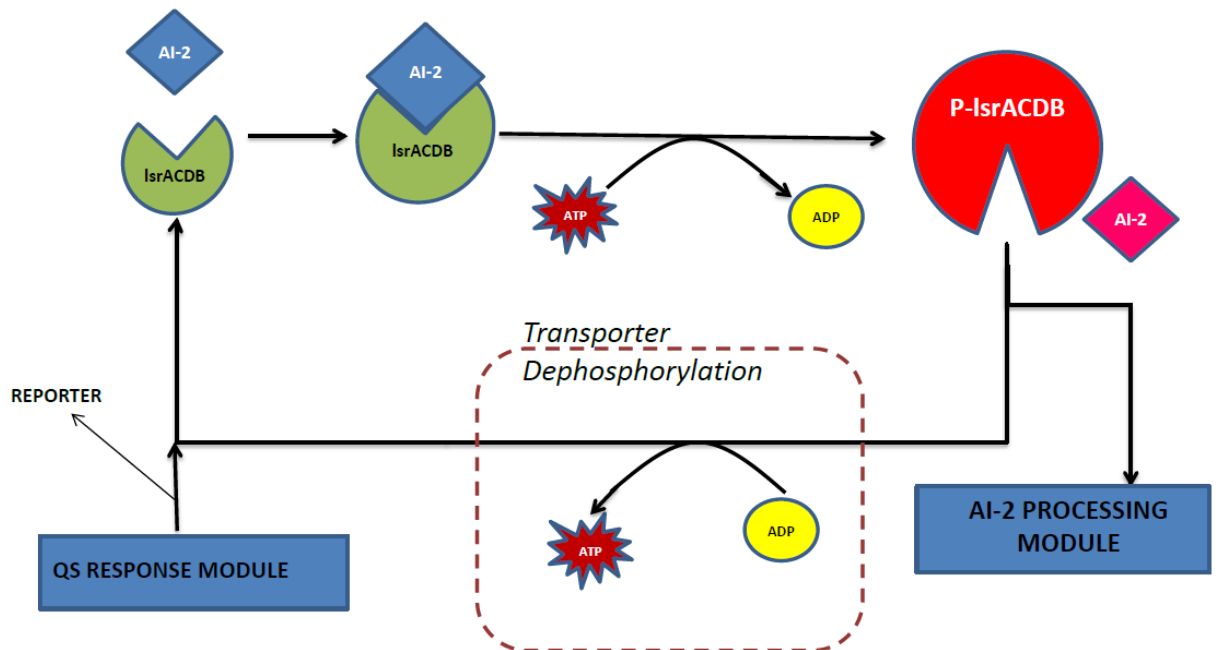 AI-2
AI-2
P-lsrACDB
lsrACDB
lsrACDB
ATP
ADP
AI-2
Transporter
Dephosphorylation
REPORTER
ATP
ADP
AI-2 PROCESSING
MODULE
QS RESPONSE MODULE